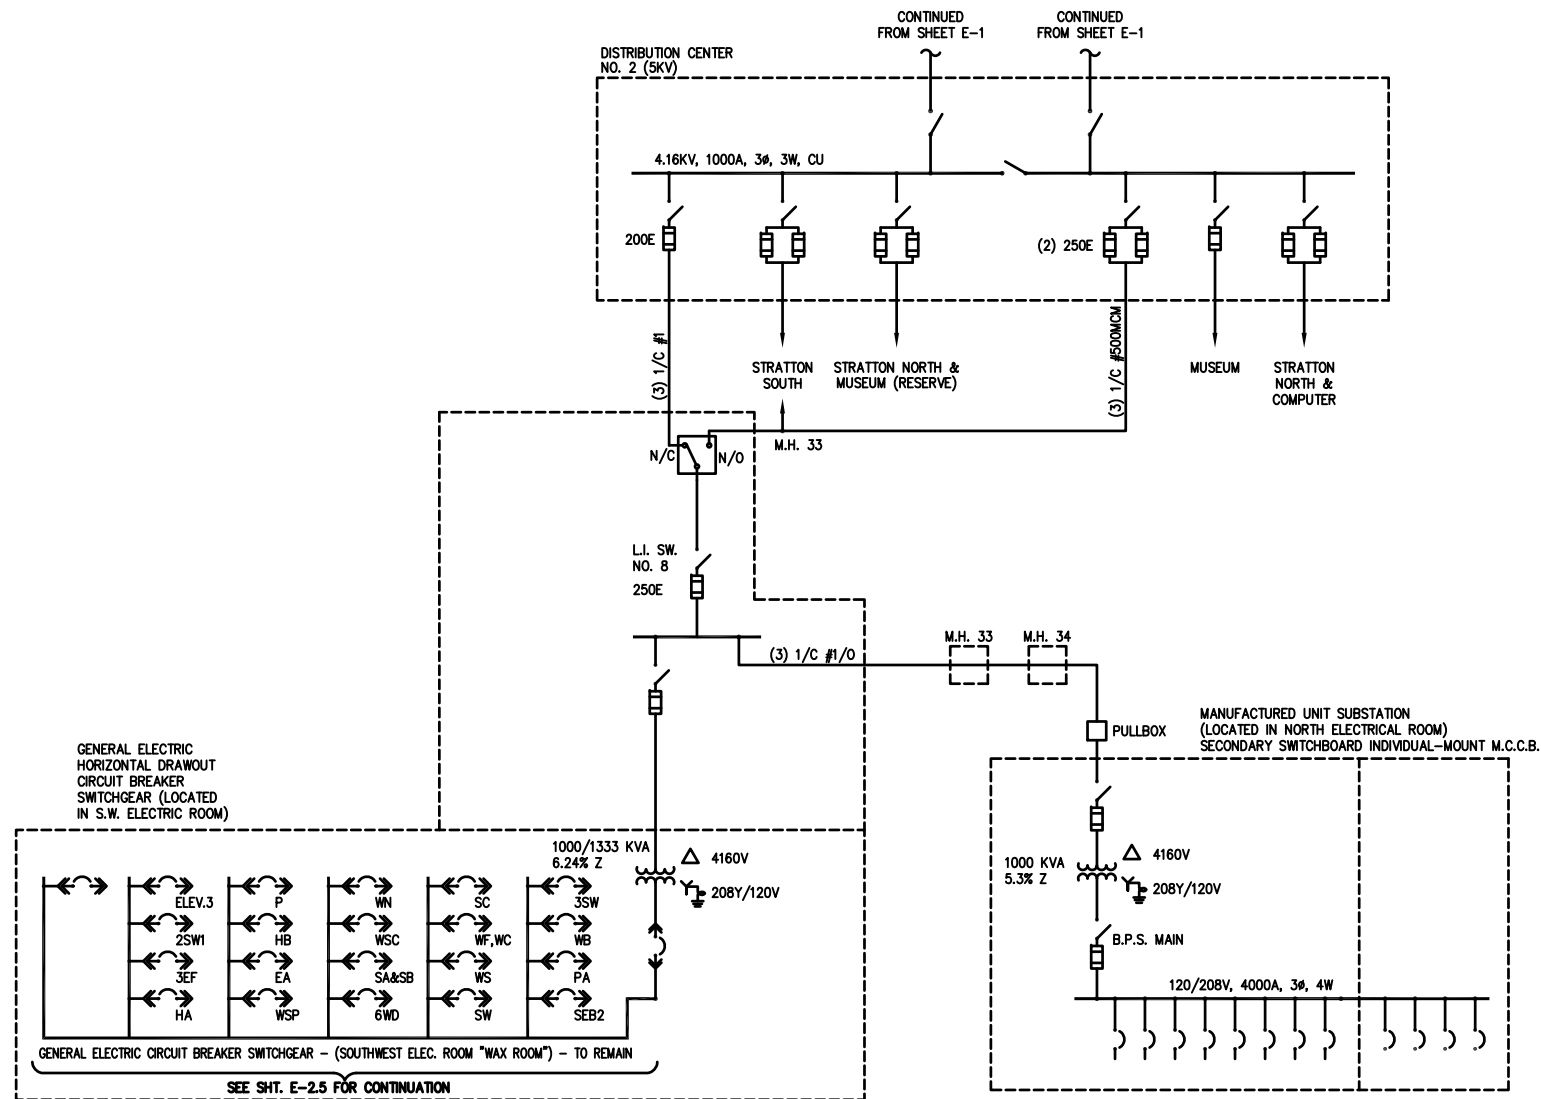 CONTINUED
FROM SHEET E-1
CONTINUED
FROM SHEET E-1
DISTRIBUTION CENTER
NO. 2 (5KV)
4.16KV, 1000A, 3ø, 3W, CU
200E
(2) 250E
(3) 1/C #1
(3) 1/C #500MCM
STRATTON
SOUTH
STRATTON NORTH &
MUSEUM (RESERVE)
MUSEUM
STRATTON
NORTH &
COMPUTER
M.H. 33
N/C
N/O
L.I. SW.
NO. 8
250E
(3) 1/C #1/0
M.H. 33
M.H. 34
PULLBOX
MANUFACTURED UNIT SUBSTATION
(LOCATED IN NORTH ELECTRICAL ROOM)
SECONDARY SWITCHBOARD INDIVIDUAL-MOUNT M.C.C.B.
GENERAL ELECTRIC
HORIZONTAL DRAWOUT
CIRCUIT BREAKER
SWITCHGEAR (LOCATED
IN S.W. ELECTRIC ROOM)
1000/1333 KVA
6.24% Z
4160V
208Y/120V
1000 KVA
5.3% Z
4160V
208Y/120V
B.P.S. MAIN
120/208V, 4000A, 3ø, 4W
ELEV.3
P
WN
SC
3SW
2SW1
HB
WSC
WF,WC
WB
3EF
EA
SA&SB
WS
PA
HA
WSP
6WD
SW
SEB2
GENERAL ELECTRIC CIRCUIT BREAKER SWITCHGEAR - (SOUTHWEST ELEC. ROOM "WAX ROOM") - TO REMAIN
SEE SHT. E-2.5 FOR CONTINUATION